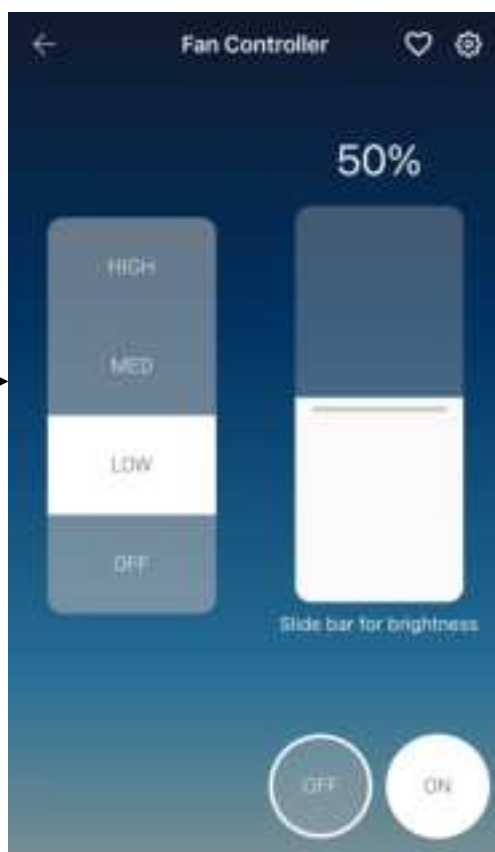 Fan Controller
50%
HIGH
MED
LOW
OFF
Slide bar for brightness
OFF
ON